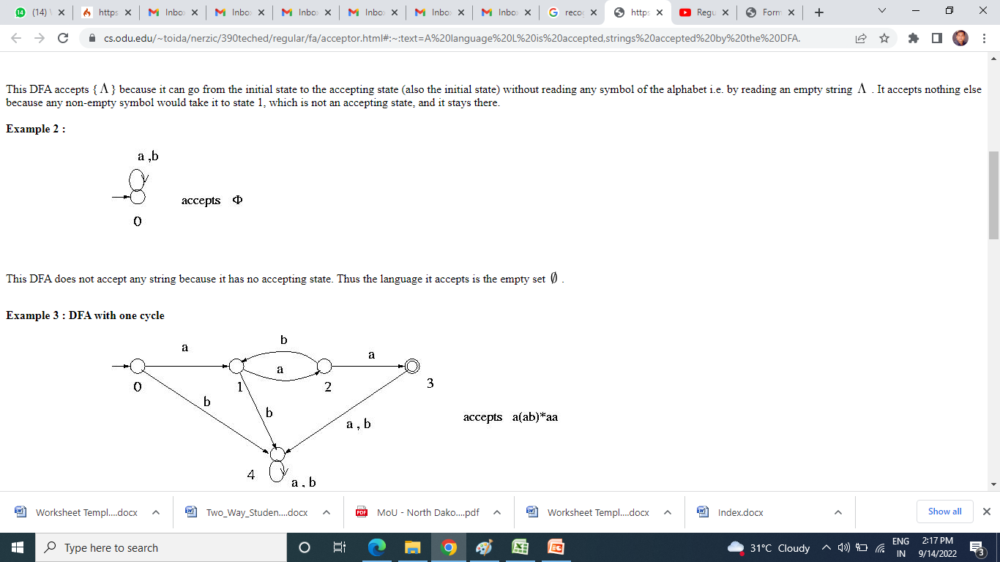 14 (14) \ https Inbo Inbo Inbo Inbo Inbo Inbo reco https Regu Form
cs.odu.edu/~toida/nerzic/390teched/regular/fa/acceptor.html#:~:text=A%20language%20L%20is%20accepted,strings%20accepted%20by%20the%20DFA.
This DFA accepts { Λ } because it can go from the initial state to the accepting state (also the initial state) without reading any symbol of the alphabet i.e. by reading an empty string Λ . It accepts nothing else
because any non-empty symbol would take it to state 1, which is not an accepting state, and it stays there.
Example 2 :
a ,b
accepts Φ
0
This DFA does not accept any string because it has no accepting state. Thus the language it accepts is the empty set ∅ .
Example 3 : DFA with one cycle
b
a
a
a
0
1
2
3
b
b
a , b
accepts a(ab)*aa
4
a , b
Worksheet Templ....docx Two_Way_Studen....docx PDF MoU - North Dako....pdf Worksheet Templ....docx Index.docx Show all
Type here to search 31°C Cloudy ENG 2:17 PM
IN 9/14/2022 3